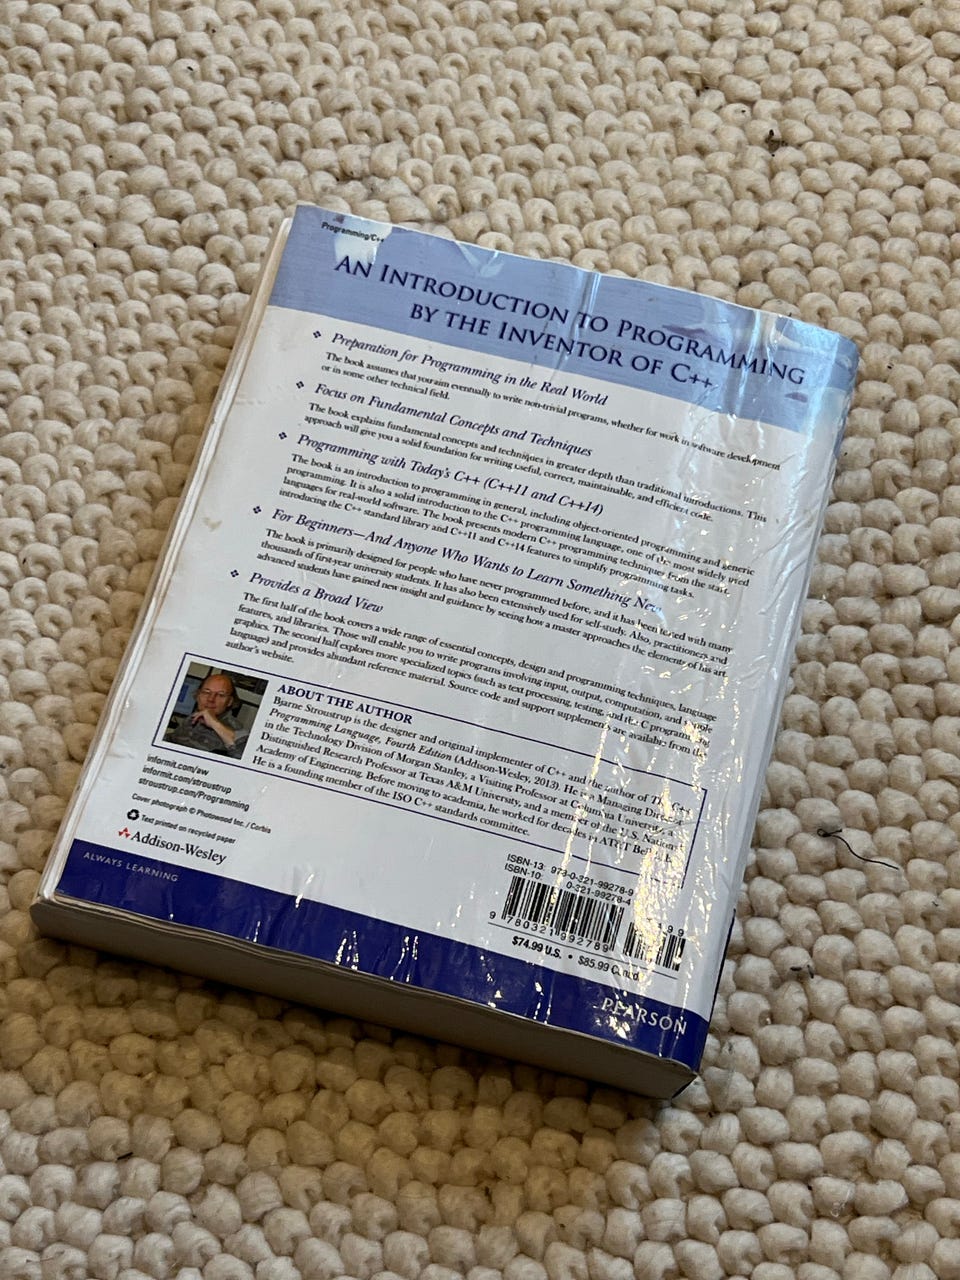 Programming/C++
AN INTRODUCTION TO PROGRAMMING
BY THE INVENTOR OF C++
❖ Preparation for Programming in the Real World
The book assumes that you aim eventually to write non-trivial programs, whether for work in software development
or in some other technical field.
❖ Focus on Fundamental Concepts and Techniques
The book explains fundamental concepts and techniques in greater depth than traditional introductions. This
approach will give you a solid foundation for writing useful, correct, maintainable, and efficient code.
❖ Programming with Today's C++ (C++11 and C++14)
The book is an introduction to programming in general, including object-oriented programming and generic
programming. It is also a solid introduction to the C++ programming language, one of the most widely used
languages for real-world software. The book presents modern C++ programming techniques from the start,
introducing the C++ standard library and C++11 and C++14 features to simplify programming tasks.
❖ For Beginners—And Anyone Who Wants to Learn Something New
The book is primarily designed for people who have never programmed before, and it has been tested with many
thousands of first-year university students. It has also been extensively used for self-study. Also, practitioners and
advanced students have gained new insight and guidance by seeing how a master approaches the elements of his art.
❖ Provides a Broad View
The first half of the book covers a wide range of essential concepts, design and programming techniques, language
features, and libraries. Those will enable you to write programs involving input, output, computation, and simple
graphics. The second half explores more specialized topics (such as text processing, testing, and the C programming
language) and provides abundant reference material. Source code and support supplements are available from the
author's website.
ABOUT THE AUTHOR
Bjarne Stroustrup is the designer and original implementer of C++ and the author of The C++
Programming Language, Fourth Edition (Addison-Wesley, 2013). He is a Managing Director
in the Technology Division of Morgan Stanley, a Visiting Professor at Columbia University, a
Distinguished Research Professor at Texas A&M University, and a member of the U.S. National
Academy of Engineering. Before moving to academia, he worked for decades in AT&T Bell Labs.
He is a founding member of the ISO C++ standards committee.
informit.com/aw
informit.com/stroustrup
stroustrup.com/Programming
Cover photograph © Photowood Inc. / Corbis
Text printed on recycled paper
Addison-Wesley
ALWAYS LEARNING
ISBN-13: 978-0-321-99278-9
ISBN-10: 0-321-99278-4
9 780321 992789
$74.99 U.S. • $85.99 Canada
PEARSON